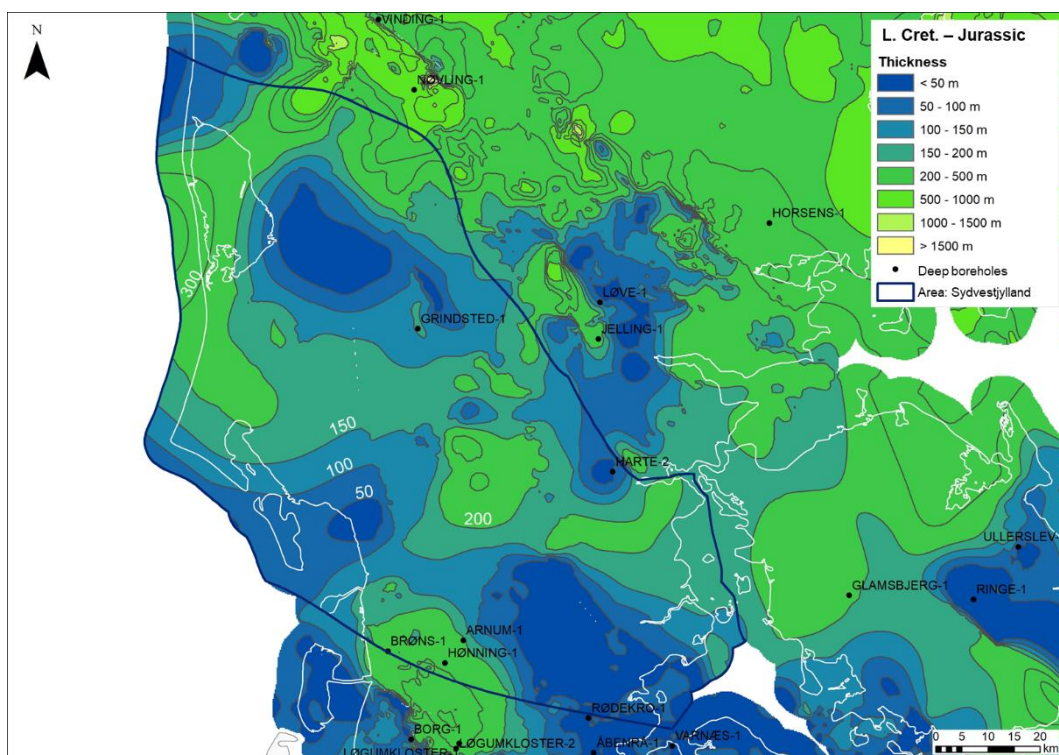 N
L. Cret. – Jurassic
Thickness
< 50 m
50 - 100 m
100 - 150 m
150 - 200 m
200 - 500 m
500 - 1000 m
1000 - 1500 m
> 1500 m
Deep boreholes
Area: Sydvestjylland
VINDING-1
NØVLING-1
HORSENS-1
300
LØVE-1
GRINDSTED-1
JELLING-1
150
100
50
HARTE-2
200
ULLERSLEV
GLAMSBJERG-1
RINGE-1
ARNUM-1
BRØNS-1
HØNNING-1
RØDEKRO-1
BORG-1
VARNÆS-1
LØGUMKLOSTER-2
ÅBENRÅ-1
LØGUMKLOSTER
0 5 10 20
km